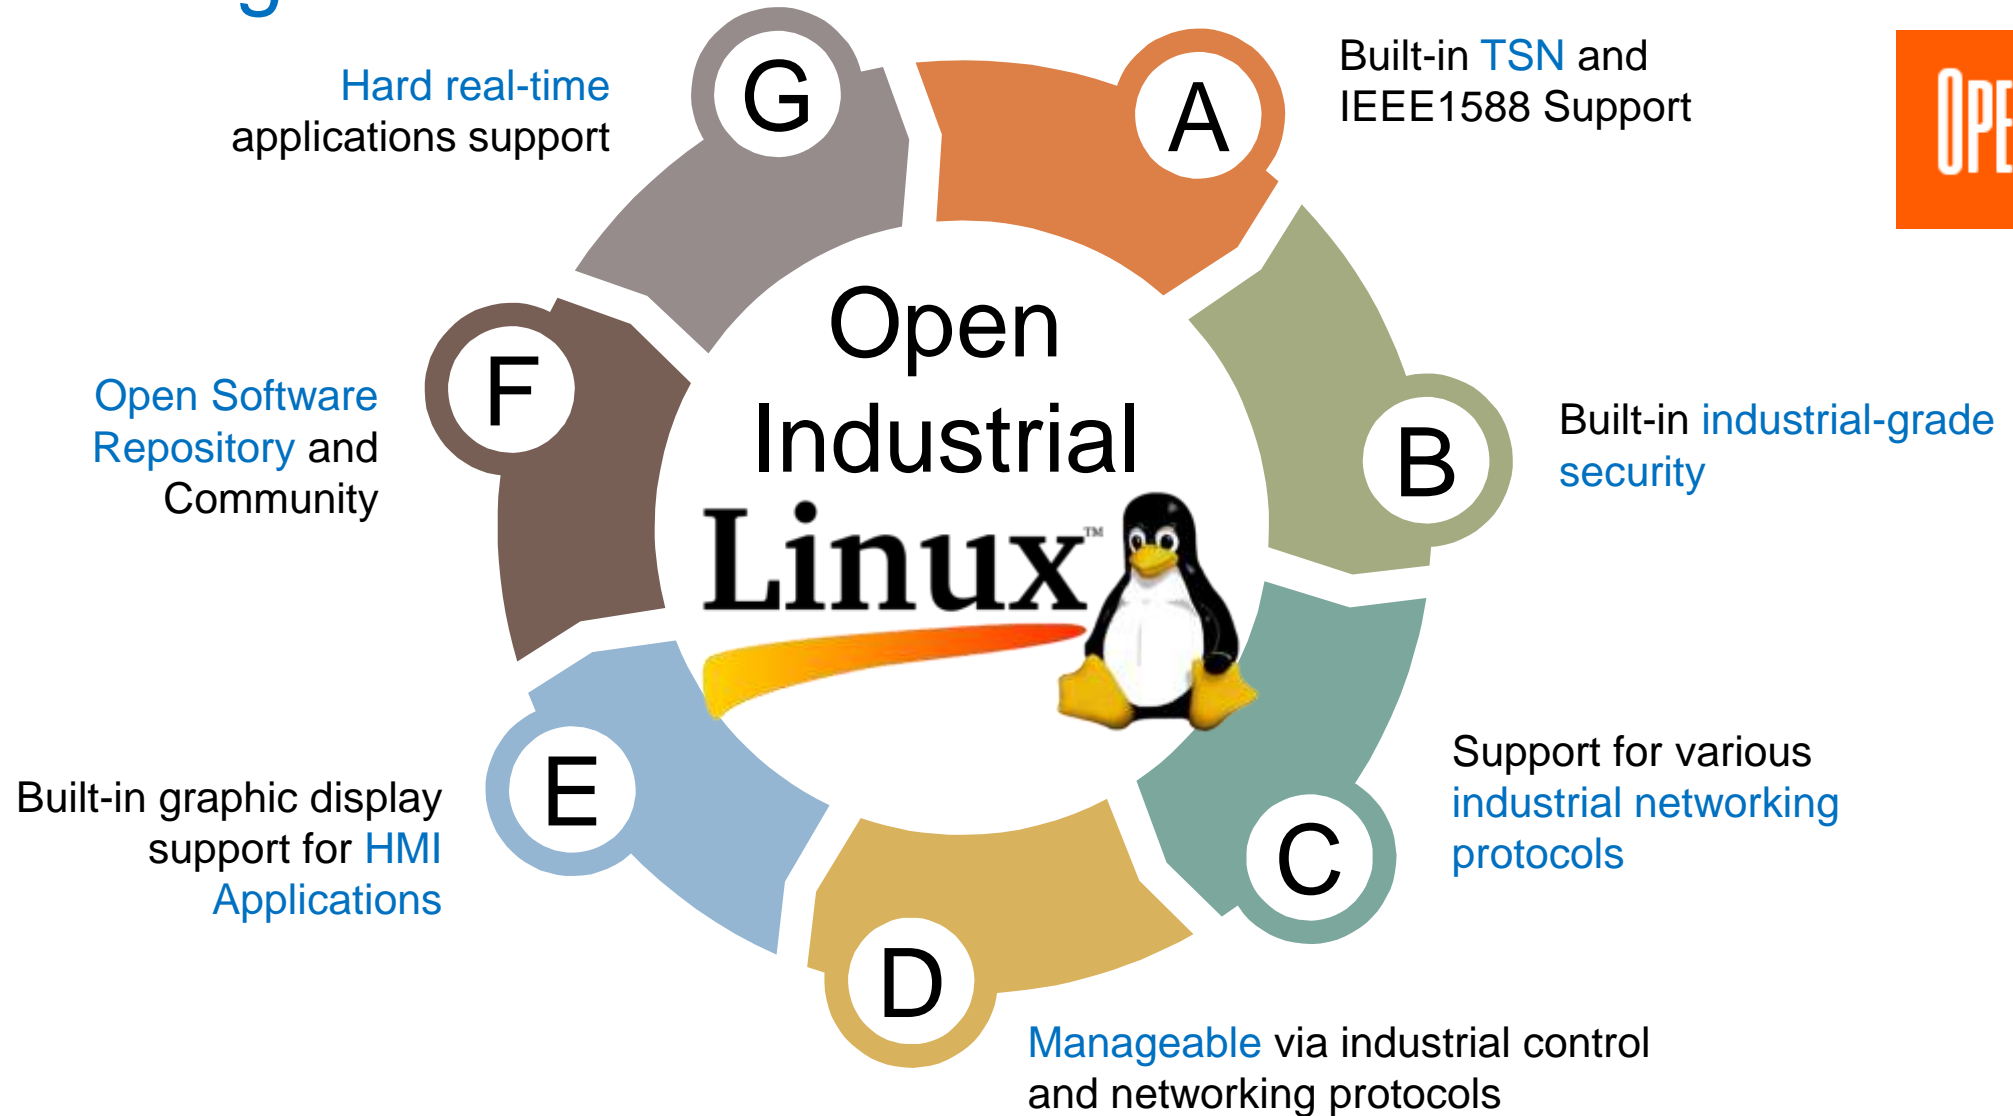 G
Hard real-time
applications support
A
Built-in TSN and
IEEE1588 Support
Open
Industrial
Linux™
B
Built-in industrial-grade
security
C
Support for various
industrial networking
protocols
D
Manageable via industrial control
and networking protocols
E
Built-in graphic display
support for HMI
Applications
F
Open Software
Repository and
Community